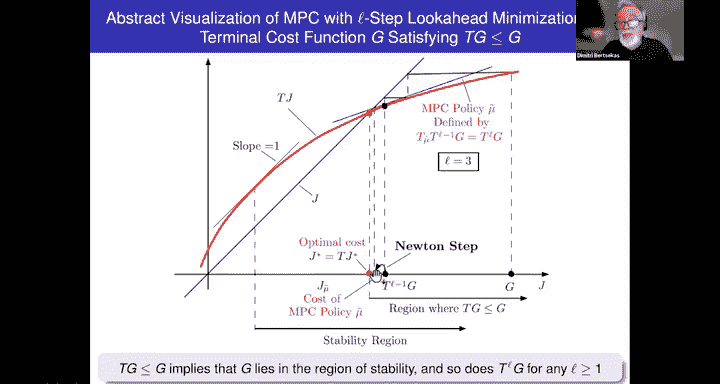 Abstract Visualization of MPC with ℓ-Step Lookahead Minimization
Terminal Cost Function G Satisfying TG ≤ G
Dimitri Bertsekas
TJ
Slope =1
J
MPC Policy μ̃
Defined by
T_μ̃T^{ℓ−1}G = T^ℓG
ℓ = 3
Optimal cost
J* = TJ*
Newton Step
J_μ̃
T^{ℓ−1}G
G
J
Cost of
MPC Policy μ̃
Region where TG ≤ G
Stability Region
TG ≤ G implies that G lies in the region of stability, and so does T^ℓG for any ℓ ≥ 1